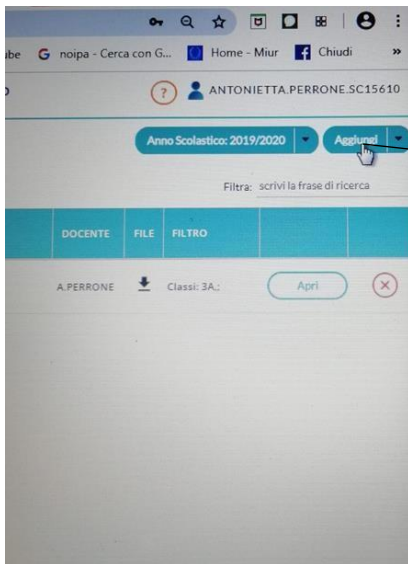 ube noipa - Cerca con G... Home - Miur Chiudi »
? ANTONIETTA.PERRONE.SC15610
Anno Scolastico: 2019/2020 Aggiungi
Filtra: scrivi la frase di ricerca
DOCENTE FILE FILTRO
A.PERRONE Classi: 3A.; Apri